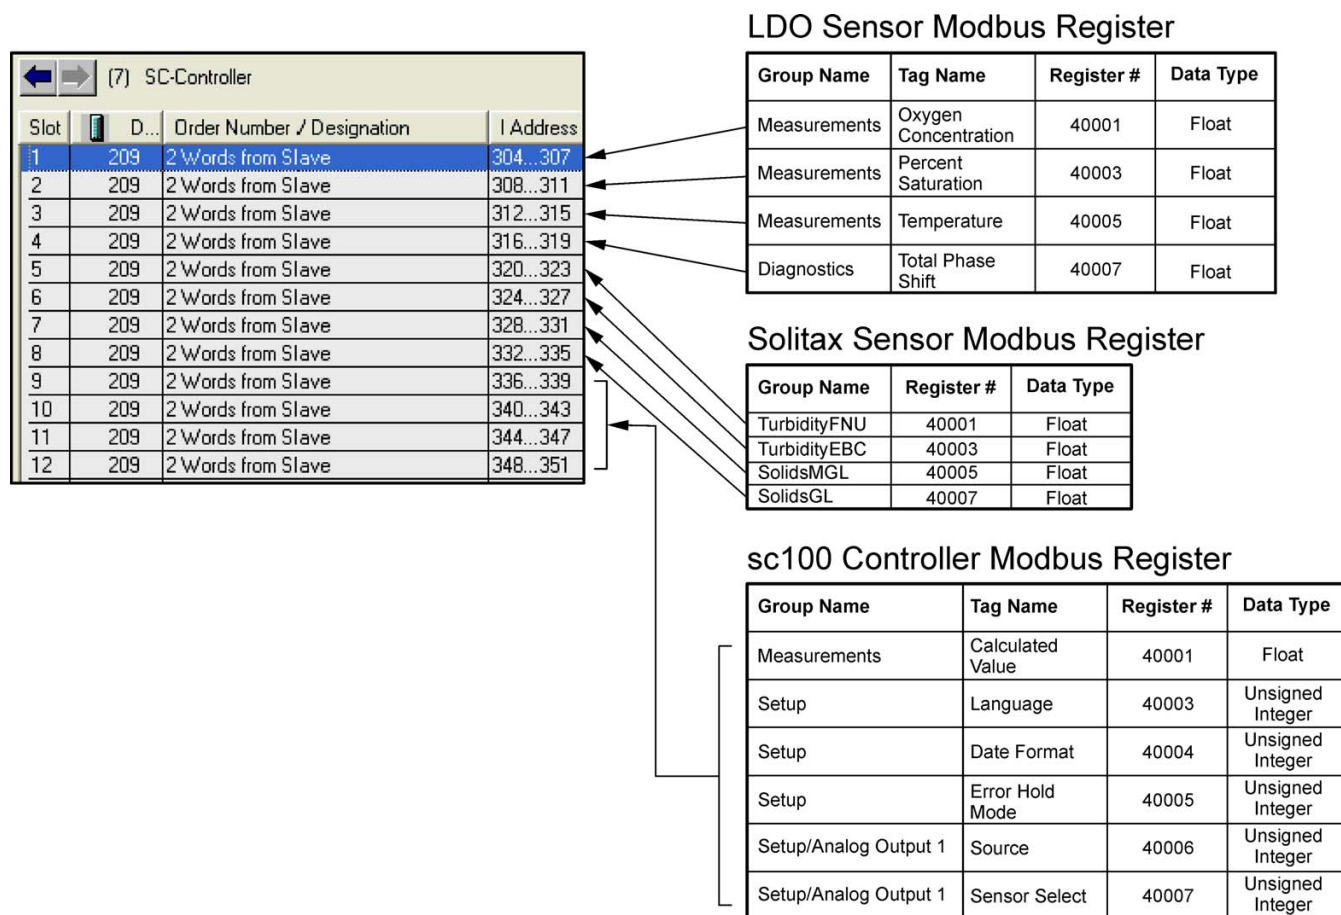 (7) SC-Controller
Slot D... Order Number / Designation I Address
1 209 2 Words from Slave 304...307
2 209 2 Words from Slave 308...311
3 209 2 Words from Slave 312...315
4 209 2 Words from Slave 316...319
5 209 2 Words from Slave 320...323
6 209 2 Words from Slave 324...327
7 209 2 Words from Slave 328...331
8 209 2 Words from Slave 332...335
9 209 2 Words from Slave 336...339
10 209 2 Words from Slave 340...343
11 209 2 Words from Slave 344...347
12 209 2 Words from Slave 348...351
LDO Sensor Modbus Register
Group Name Tag Name Register # Data Type
Measurements Oxygen Concentration 40001 Float
Measurements Percent Saturation 40003 Float
Measurements Temperature 40005 Float
Diagnostics Total Phase Shift 40007 Float
Solitax Sensor Modbus Register
Group Name Register # Data Type
TurbidityFNU 40001 Float
TurbidityEBC 40003 Float
SolidsMGL 40005 Float
SolidsGL 40007 Float
sc100 Controller Modbus Register
Group Name Tag Name Register # Data Type
Measurements Calculated Value 40001 Float
Setup Language 40003 Unsigned Integer
Setup Date Format 40004 Unsigned Integer
Setup Error Hold Mode 40005 Unsigned Integer
Setup/Analog Output 1 Source 40006 Unsigned Integer
Setup/Analog Output 1 Sensor Select 40007 Unsigned Integer